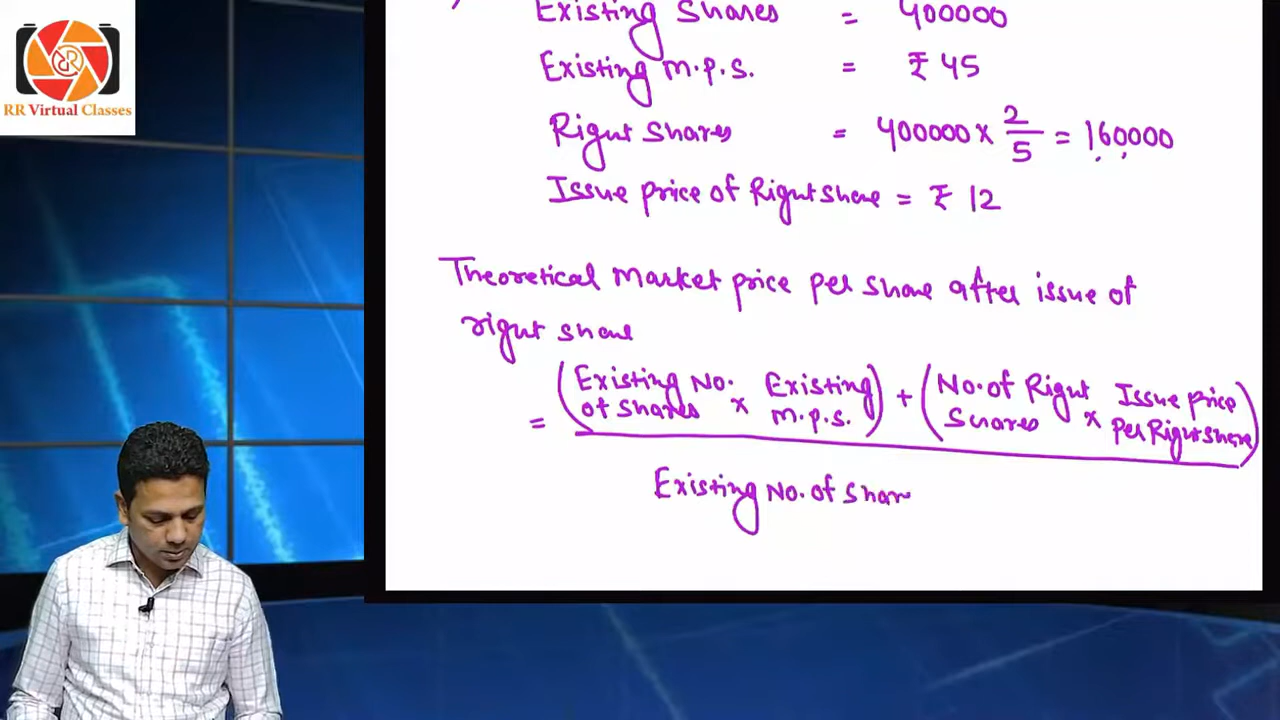 RR
RR Virtual Classes
Existing Shares = 400000
Existing M.p.s. = ₹ 45
Right Shares = 400000 x 2/5 = 160000
Issue price of Right share = ₹ 12
Theoretical Market price per share after issue of
right share
= (Existing No. of Shares x Existing M.p.s.) + (No. of Right Shares x Issue price Per Right share)
Existing No. of Shar